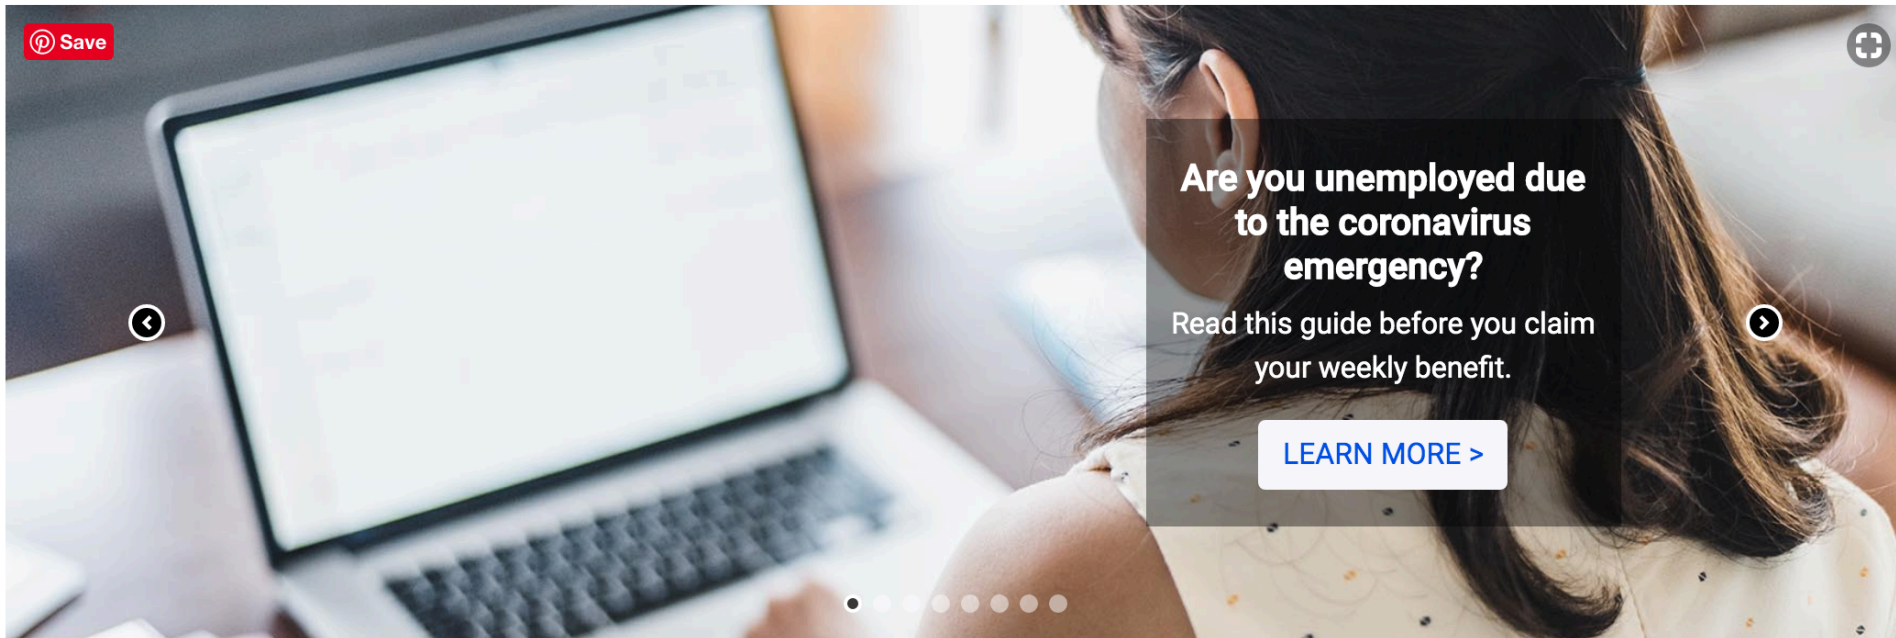 Save
Are you unemployed due
to the coronavirus
emergency?
Read this guide before you claim
your weekly benefit.
LEARN MORE >